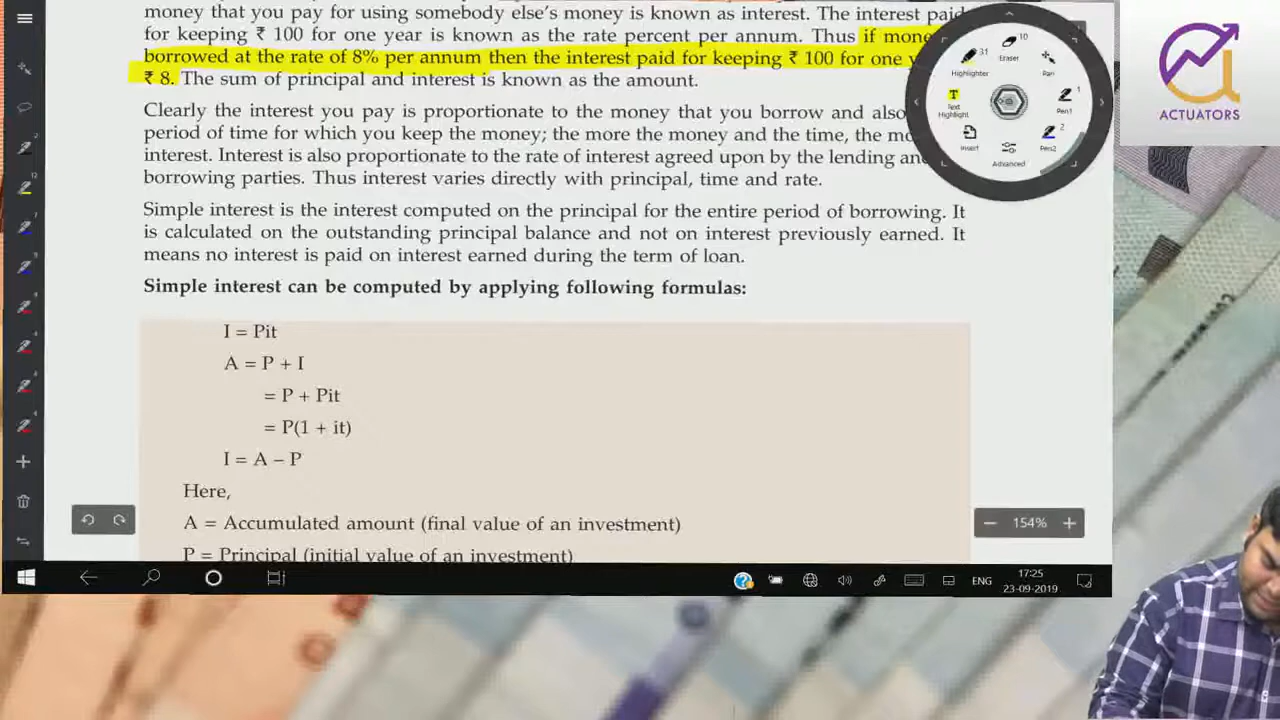 money that you pay for using somebody else's money is known as interest. The interest paid
for keeping ₹ 100 for one year is known as the rate percent per annum. Thus if mone
borrowed at the rate of 8% per annum then the interest paid for keeping ₹ 100 for one y
₹ 8. The sum of principal and interest is known as the amount.
Clearly the interest you pay is proportionate to the money that you borrow and also
period of time for which you keep the money; the more the money and the time, the mo
interest. Interest is also proportionate to the rate of interest agreed upon by the lending an
borrowing parties. Thus interest varies directly with principal, time and rate.
Simple interest is the interest computed on the principal for the entire period of borrowing. It
is calculated on the outstanding principal balance and not on interest previously earned. It
means no interest is paid on interest earned during the term of loan.
Simple interest can be computed by applying following formulas:
I = Pit
A = P + I
= P + Pit
= P(1 + it)
I = A – P
Here,
A = Accumulated amount (final value of an investment)
P = Principal (initial value of an investment)
31
Highlighter
10
Eraser
Pan
T
Text
Highlight
1
Pen1
Insert
2
Pen2
Advanced
ACTUATORS
154%
ENG
17:25
23-09-2019